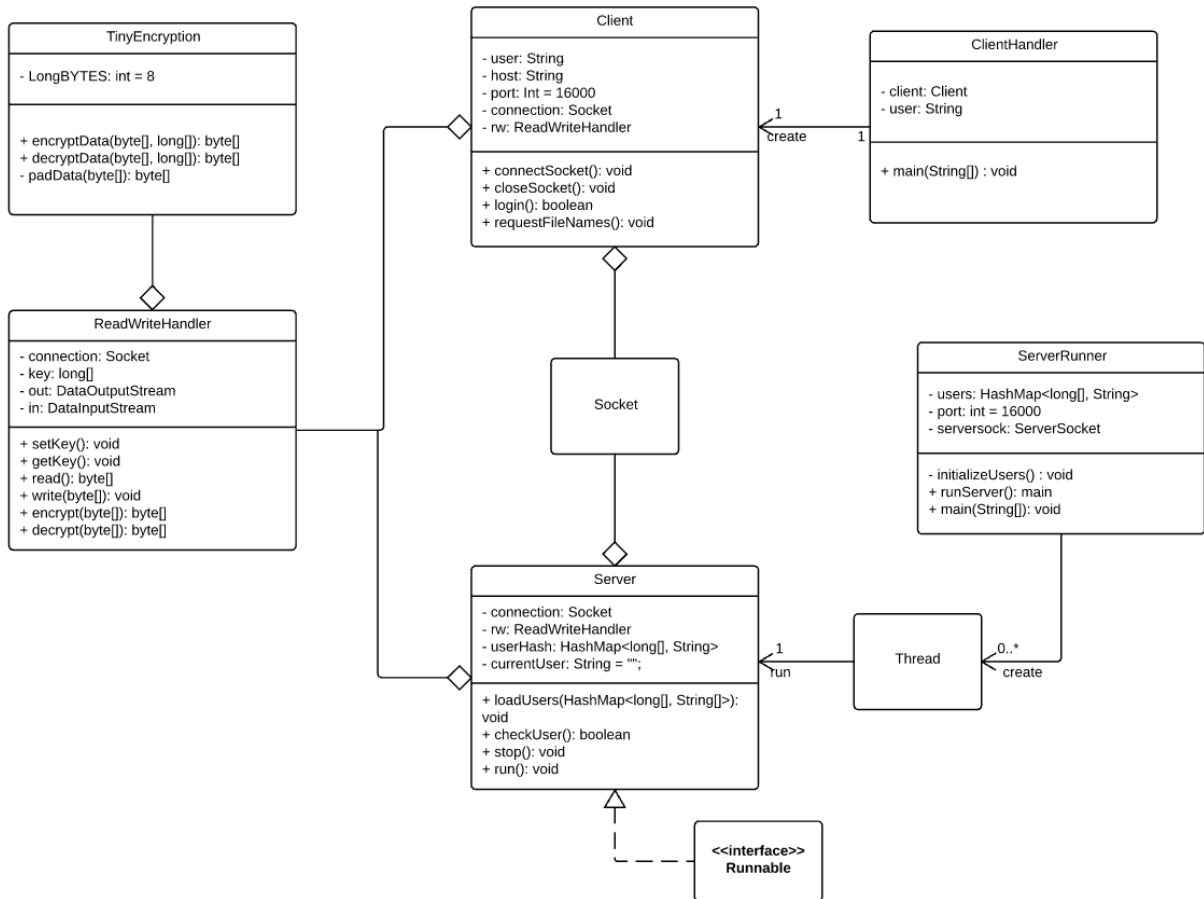 TinyEncryption
- LongBYTES: int = 8
+ encryptData(byte[], long[]): byte[]
+ decryptData(byte[], long[]): byte[]
- padData(byte[]): byte[]
Client
- user: String
- host: String
- port: Int = 16000
- connection: Socket
- rw: ReadWriteHandler
+ connectSocket(): void
+ closeSocket(): void
+ login(): boolean
+ requestFileNames(): void
1
create
1
ClientHandler
- client: Client
- user: String
+ main(String[]) : void
ReadWriteHandler
- connection: Socket
- key: long[]
- out: DataOutputStream
- in: DataInputStream
+ setKey(): void
+ getKey(): void
+ read(): byte[]
+ write(byte[]): void
+ encrypt(byte[]): byte[]
+ decrypt(byte[]): byte[]
Socket
ServerRunner
- users: HashMap<long[], String>
- port: int = 16000
- serversock: ServerSocket
- initializeUsers() : void
+ runServer(): main
+ main(String[]): void
Server
- connection: Socket
- rw: ReadWriteHandler
- userHash: HashMap<long[], String>
- currentUser: String = "";
+ loadUsers(HashMap<long[], String[]>):
void
+ checkUser(): boolean
+ stop(): void
+ run(): void
1
run
Thread
0..*
create
<<interface>>
Runnable